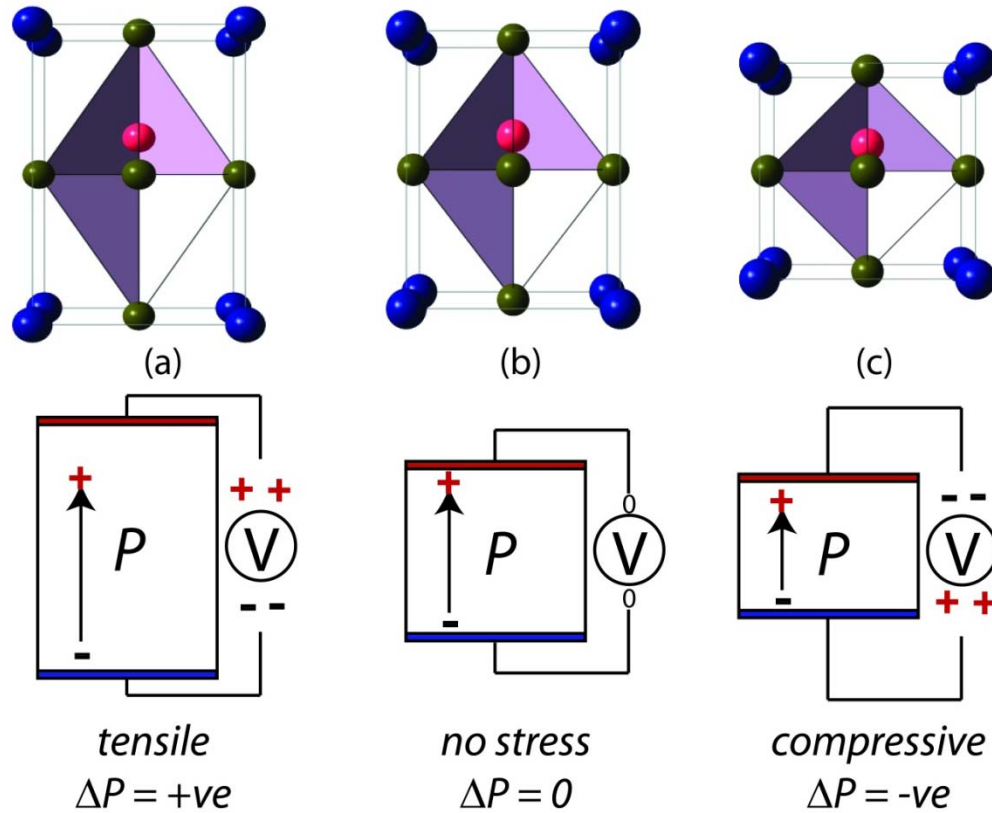 (a)
(b)
(c)
+
+ +
P
V
- -
-
+
0
P
V
0
-
+
- -
P
V
-
+ +
tensile
no stress
compressive
ΔP = +ve
ΔP = 0
ΔP = -ve